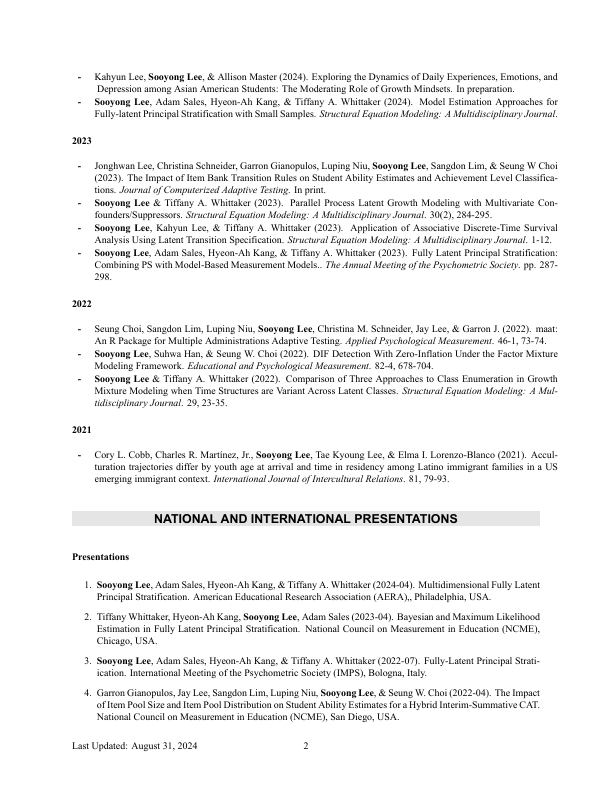 - Kahyun Lee, Sooyong Lee, & Allison Master (2024). Exploring the Dynamics of Daily Experiences, Emotions, and
Depression among Asian American Students: The Moderating Role of Growth Mindsets. In preparation.
- Sooyong Lee, Adam Sales, Hyeon-Ah Kang, & Tiffany A. Whittaker (2024). Model Estimation Approaches for
Fully-latent Principal Stratification with Small Samples. Structural Equation Modeling: A Multidisciplinary Journal.
2023
- Jonghwan Lee, Christina Schneider, Garron Gianopulos, Luping Niu, Sooyong Lee, Sangdon Lim, & Seung W Choi
(2023). The Impact of Item Bank Transition Rules on Student Ability Estimates and Achievement Level Classifica-
tions. Journal of Computerized Adaptive Testing. In print.
- Sooyong Lee & Tiffany A. Whittaker (2023). Parallel Process Latent Growth Modeling with Multivariate Con-
founders/Suppressors. Structural Equation Modeling: A Multidisciplinary Journal. 30(2), 284-295.
- Sooyong Lee, Kahyun Lee, & Tiffany A. Whittaker (2023). Application of Associative Discrete-Time Survival
Analysis Using Latent Transition Specification. Structural Equation Modeling: A Multidisciplinary Journal. 1-12.
- Sooyong Lee, Adam Sales, Hyeon-Ah Kang, & Tiffany A. Whittaker (2023). Fully Latent Principal Stratification:
Combining PS with Model-Based Measurement Models.. The Annual Meeting of the Psychometric Society. pp. 287-
298.
2022
- Seung Choi, Sangdon Lim, Luping Niu, Sooyong Lee, Christina M. Schneider, Jay Lee, & Garron J. (2022). maat:
An R Package for Multiple Administrations Adaptive Testing. Applied Psychological Measurement. 46-1, 73-74.
- Sooyong Lee, Suhwa Han, & Seung W. Choi (2022). DIF Detection With Zero-Inflation Under the Factor Mixture
Modeling Framework. Educational and Psychological Measurement. 82-4, 678-704.
- Sooyong Lee & Tiffany A. Whittaker (2022). Comparison of Three Approaches to Class Enumeration in Growth
Mixture Modeling when Time Structures are Variant Across Latent Classes. Structural Equation Modeling: A Mul-
tidisciplinary Journal. 29, 23-35.
2021
- Cory L. Cobb, Charles R. Martínez, Jr., Sooyong Lee, Tae Kyoung Lee, & Elma I. Lorenzo-Blanco (2021). Accul-
turation trajectories differ by youth age at arrival and time in residency among Latino immigrant families in a US
emerging immigrant context. International Journal of Intercultural Relations. 81, 79-93.
NATIONAL AND INTERNATIONAL PRESENTATIONS
Presentations
1. Sooyong Lee, Adam Sales, Hyeon-Ah Kang, & Tiffany A. Whittaker (2024-04). Multidimensional Fully Latent
Principal Stratification. American Educational Research Association (AERA),, Philadelphia, USA.
2. Tiffany Whittaker, Hyeon-Ah Kang, Sooyong Lee, Adam Sales (2023-04). Bayesian and Maximum Likelihood
Estimation in Fully Latent Principal Stratification. National Council on Measurement in Education (NCME),
Chicago, USA.
3. Sooyong Lee, Adam Sales, Hyeon-Ah Kang, & Tiffany A. Whittaker (2022-07). Fully-Latent Principal Strati-
ication. International Meeting of the Psychometric Society (IMPS), Bologna, Italy.
4. Garron Gianopulos, Jay Lee, Sangdon Lim, Luping Niu, Sooyong Lee, & Seung W. Choi (2022-04). The Impact
of Item Pool Size and Item Pool Distribution on Student Ability Estimates for a Hybrid Interim-Summative CAT.
National Council on Measurement in Education (NCME), San Diego, USA.
Last Updated: August 31, 2024 2